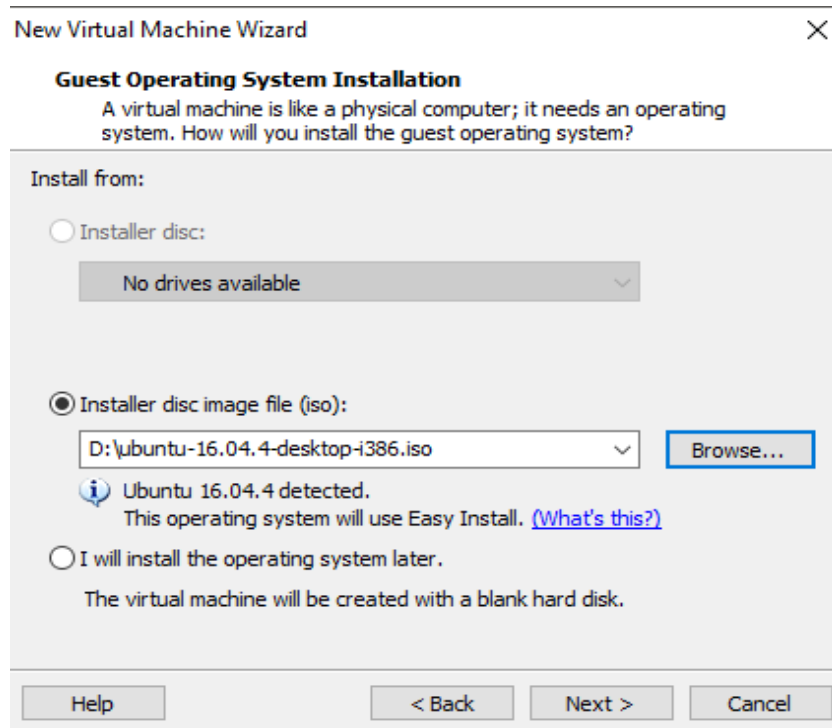 New Virtual Machine Wizard
Guest Operating System Installation
A virtual machine is like a physical computer; it needs an operating
system. How will you install the guest operating system?
Install from:
Installer disc:
No drives available
Installer disc image file (iso):
D:\ubuntu-16.04.4-desktop-i386.iso
Browse...
Ubuntu 16.04.4 detected.
This operating system will use Easy Install. (What's this?)
I will install the operating system later.
The virtual machine will be created with a blank hard disk.
Help < Back Next > Cancel